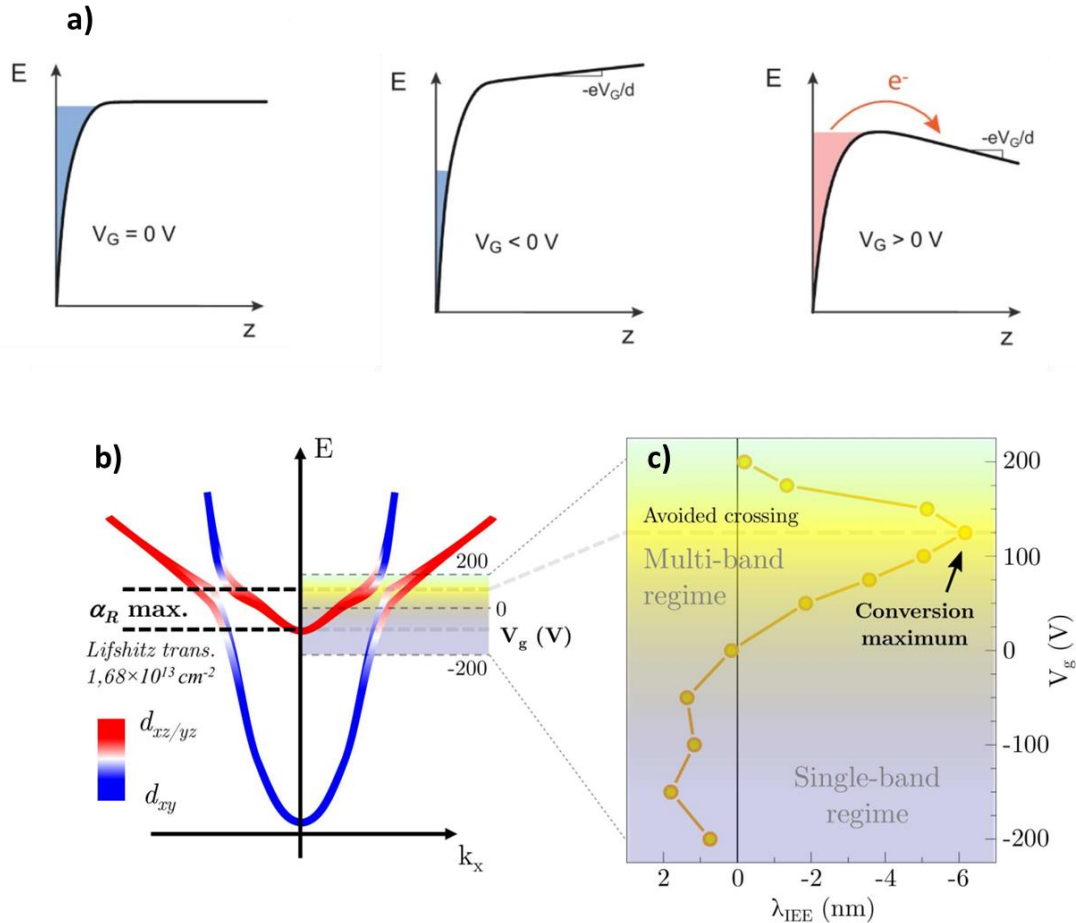 a)
E
V_G = 0 V
z
E
-eV_G/d
V_G < 0 V
z
E
e⁻
-eV_G/d
V_G > 0 V
z
b)
E
α_R max.
Lifshitz trans.
1,68×10¹³ cm⁻²
d_xz/yz
d_xy
200
0
V_g (V)
-200
k_x
c)
Avoided crossing
Multi-band
regime
Conversion
maximum
Single-band
regime
200
100
0
-100
-200
V_g (V)
2 0 -2 -4 -6
λ_IEE (nm)